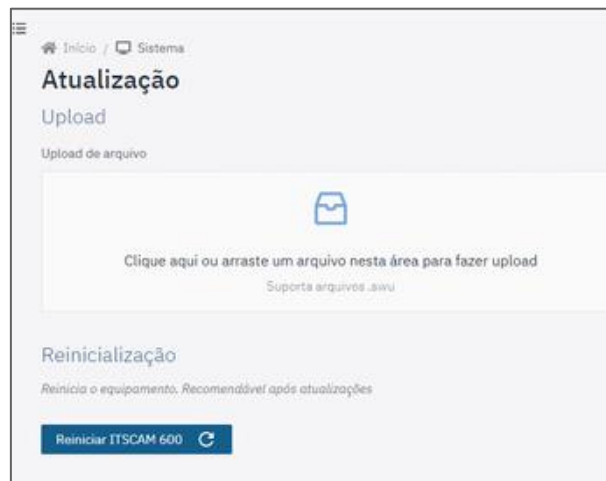 Início / Sistema
Atualização
Upload
Upload de arquivo
Clique aqui ou arraste um arquivo nesta área para fazer upload
Suporta arquivos .swu
Reinicialização
Reinicia o equipamento. Recomendável após atualizações
Reiniciar ITSCAM 600